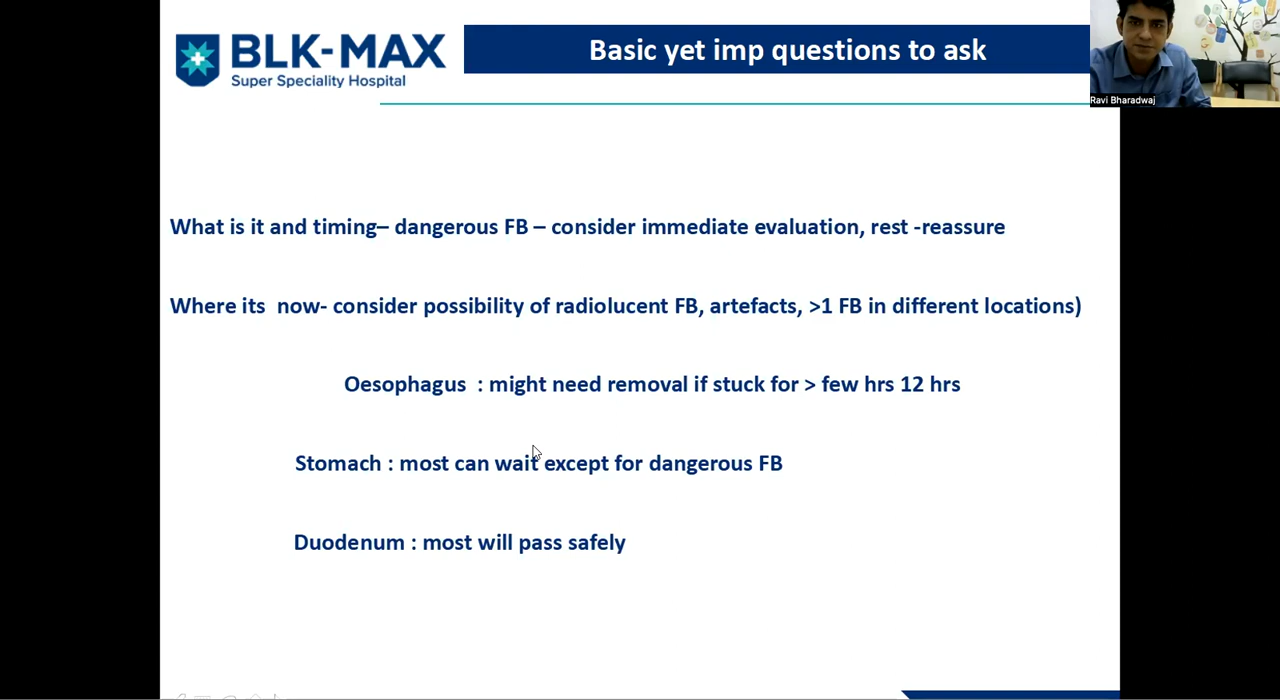 BLK-MAX
Super Speciality Hospital
Basic yet imp questions to ask
Ravi Bharadwaj
What is it and timing– dangerous FB – consider immediate evaluation, rest -reassure
Where its  now- consider possibility of radiolucent FB, artefacts, >1 FB in different locations)
Oesophagus  : might need removal if stuck for > few hrs 12 hrs
Stomach : most can wait except for dangerous FB
Duodenum : most will pass safely